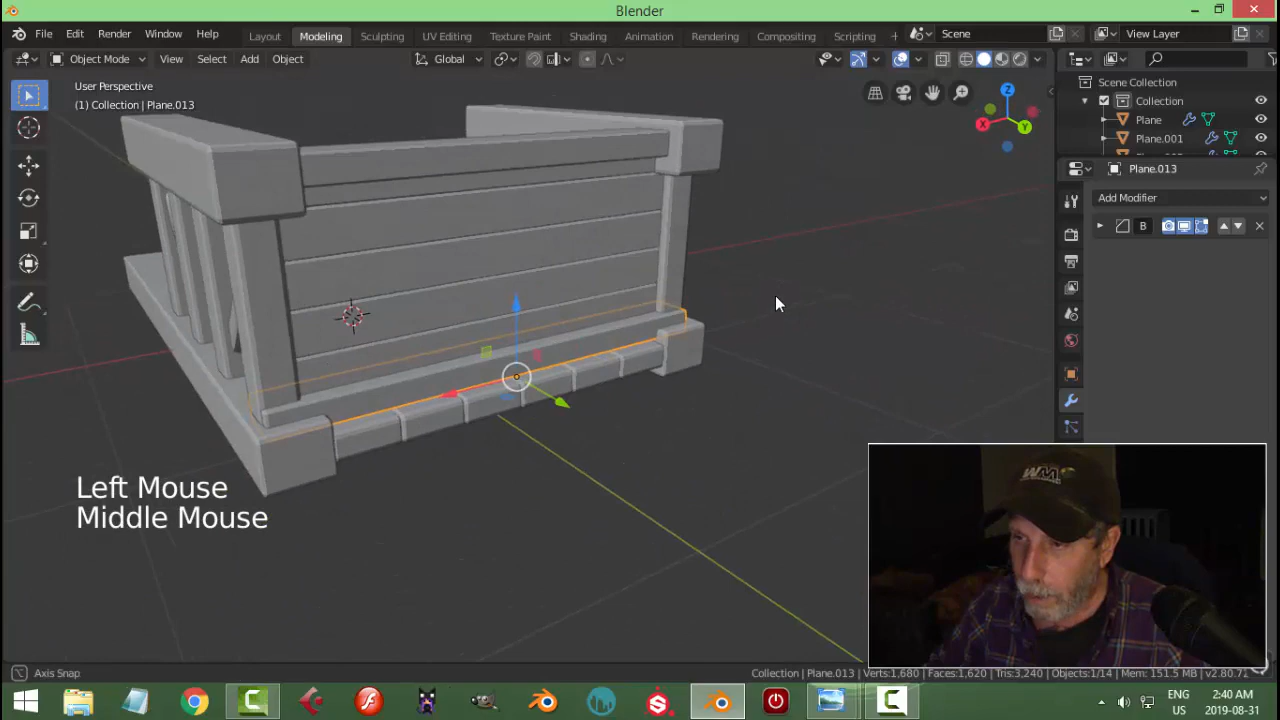 Blender
File Edit Render Window Help Layout Modeling Sculpting UV Editing Texture Paint Shading Animation Rendering Compositing Scripting + Scene View Layer
Object Mode View Select Add Object Global
User Perspective
(1) Collection | Plane.013
Scene Collection
Collection
Plane
Plane.001
Plane.013
Add Modifier
B
X
Y
Z
Left Mouse
Middle Mouse
WM
Axis Snap
Collection | Plane.013 Verts:1,680 | Faces:1,620 | Tris:3,240 | Objects:1/14 | Mem: 151.5 MB | v2.80.71
ENG 2:40 AM
US 2019-08-31